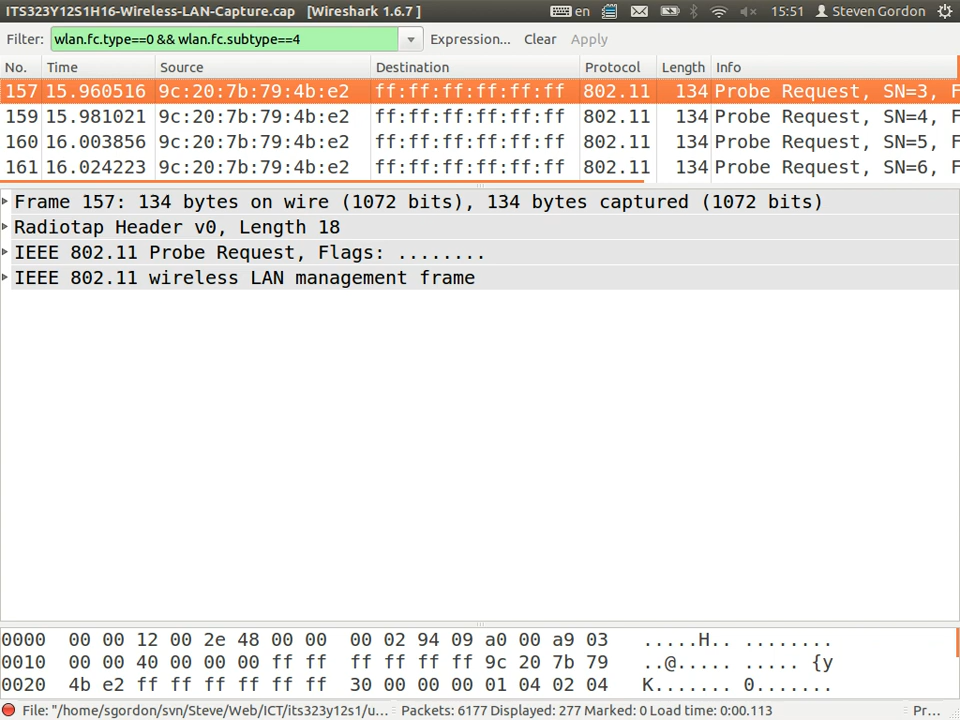 ITS323Y12S1H16-Wireless-LAN-Capture.cap [Wireshark 1.6.7 ] en 15:51 Steven Gordon
Filter: wlan.fc.type==0 && wlan.fc.subtype==4 Expression... Clear Apply
No. Time Source Destination Protocol Length Info
157 15.960516 9c:20:7b:79:4b:e2 ff:ff:ff:ff:ff:ff 802.11 134 Probe Request, SN=3, F
159 15.981021 9c:20:7b:79:4b:e2 ff:ff:ff:ff:ff:ff 802.11 134 Probe Request, SN=4, F
160 16.003856 9c:20:7b:79:4b:e2 ff:ff:ff:ff:ff:ff 802.11 134 Probe Request, SN=5, F
161 16.024223 9c:20:7b:79:4b:e2 ff:ff:ff:ff:ff:ff 802.11 134 Probe Request, SN=6, F
Frame 157: 134 bytes on wire (1072 bits), 134 bytes captured (1072 bits)
Radiotap Header v0, Length 18
IEEE 802.11 Probe Request, Flags: ........
IEEE 802.11 wireless LAN management frame
0000 00 00 12 00 2e 48 00 00 00 02 94 09 a0 00 a9 03 .....H.. ........
0010 00 00 40 00 00 00 ff ff ff ff ff ff 9c 20 7b 79 ..@..... ..... {y
0020 4b e2 ff ff ff ff ff ff 30 00 00 00 01 04 02 04 K....... 0.......
File: "/home/sgordon/svn/Steve/Web/ICT/its323y12s1/u... Packets: 6177 Displayed: 277 Marked: 0 Load time: 0:00.113 Pr...